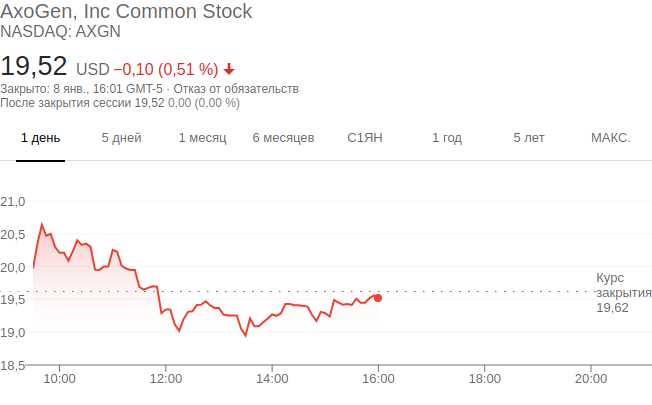 AxoGen, Inc Common Stock
NASDAQ: AXGN
19,52 USD −0,10 (0,51 %)
Закрыто: 8 янв., 16:01 GMT-5 · Отказ от обязательств
После закрытия сессии 19,52 0,00 (0,00 %)
1 день 5 дней 1 месяц 6 месяцев С1ЯН 1 год 5 лет МАКС.
21,0
20,5
20,0
19,5
19,0
18,5
Курс
закрытия
19,62
10:00 12:00 14:00 16:00 18:00 20:00